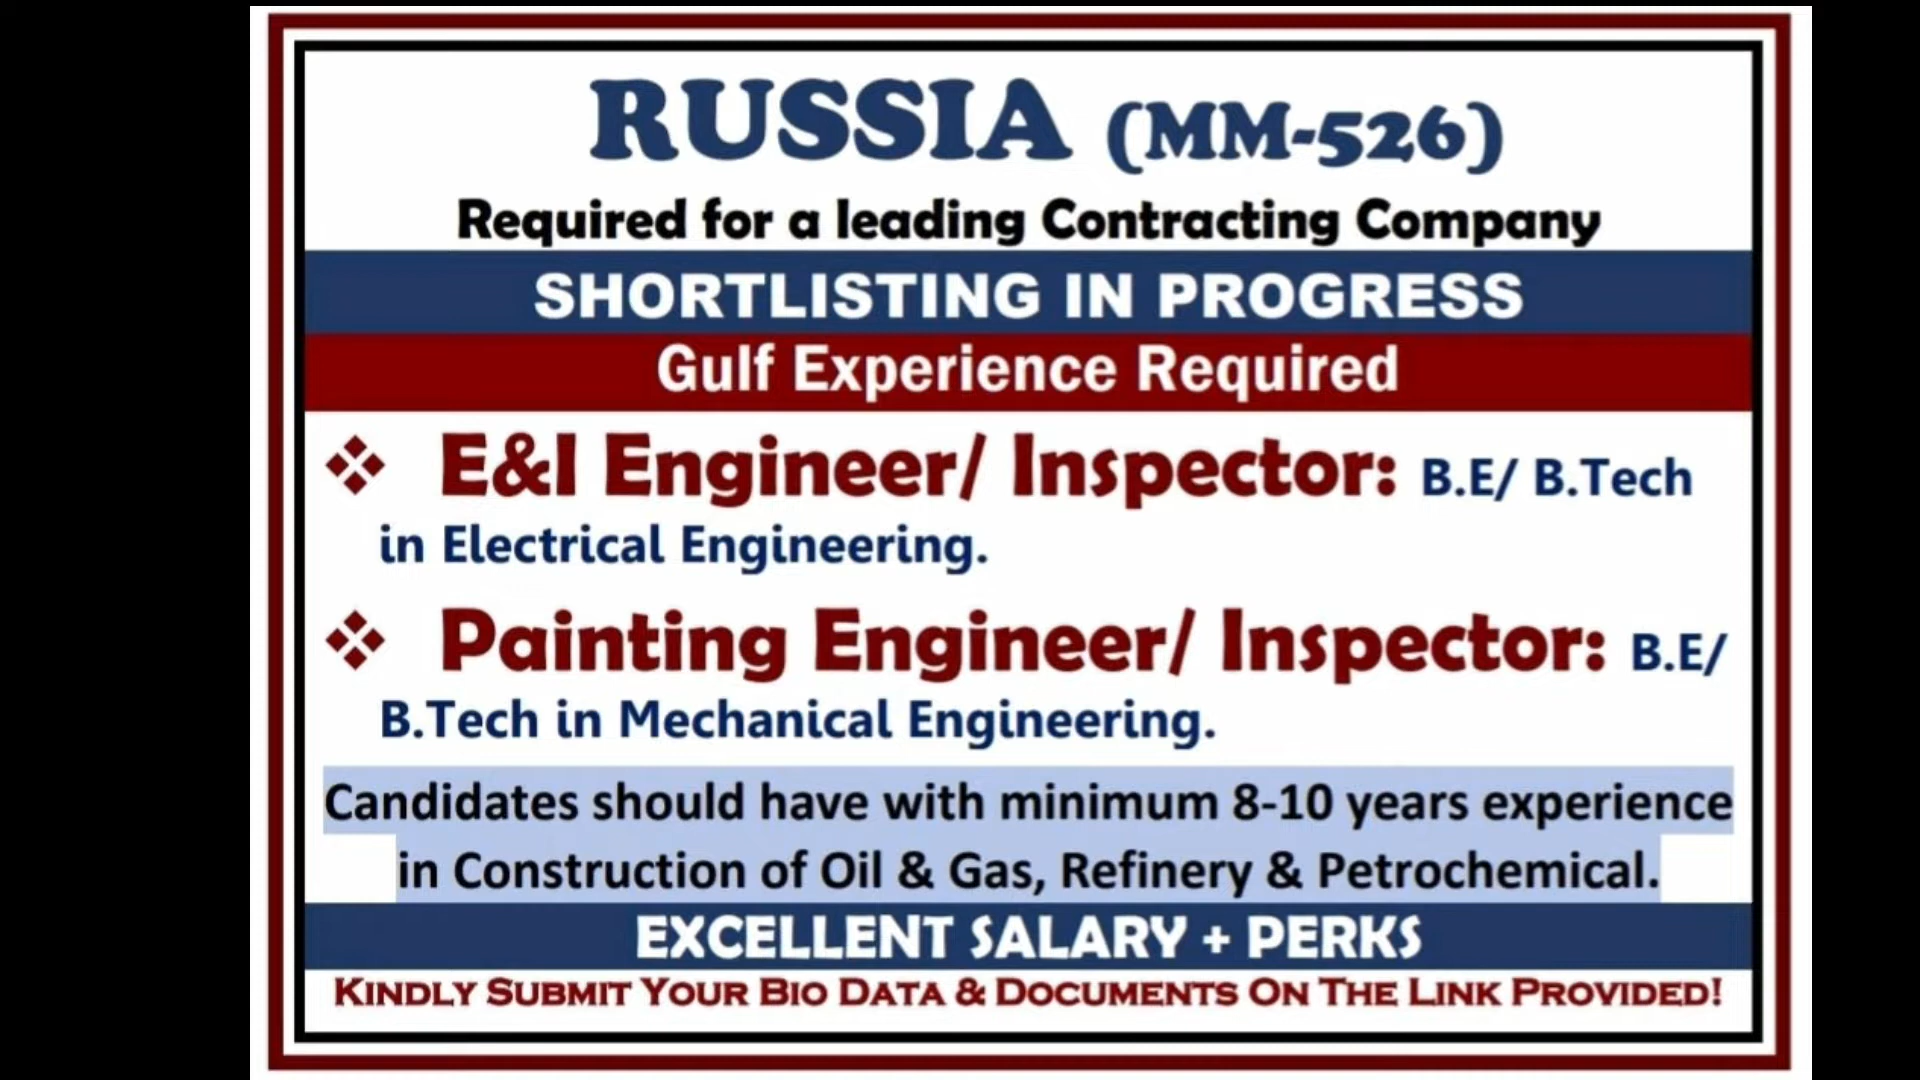 RUSSIA (MM-526)
Required for a leading Contracting Company
SHORTLISTING IN PROGRESS
Gulf Experience Required
❖ E&I Engineer/ Inspector: B.E/ B.Tech
in Electrical Engineering.
❖ Painting Engineer/ Inspector: B.E/
B.Tech in Mechanical Engineering.
Candidates should have with minimum 8-10 years experience
in Construction of Oil & Gas, Refinery & Petrochemical.
EXCELLENT SALARY + PERKS
KINDLY SUBMIT YOUR BIO DATA & DOCUMENTS ON THE LINK PROVIDED!